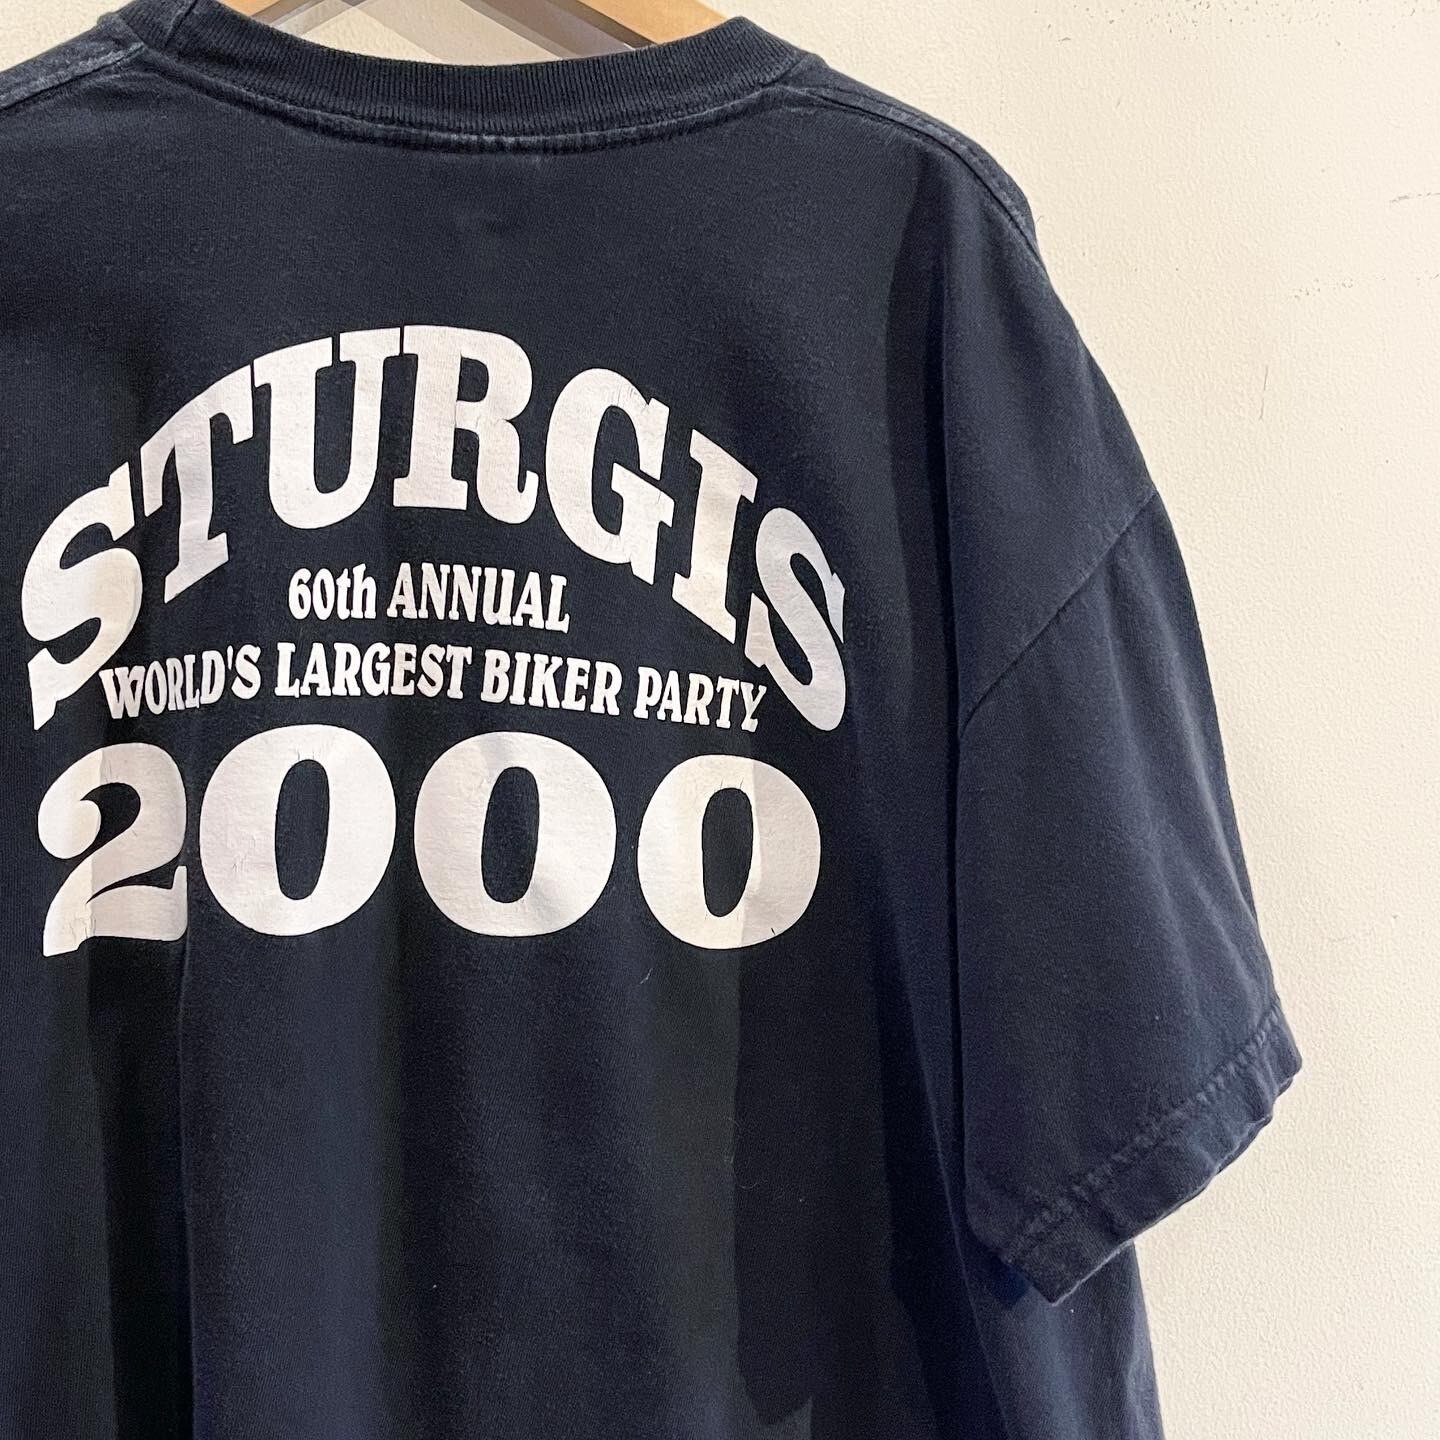 STURGIS
60th ANNUAL
WORLD'S LARGEST BIKER PARTY
2000